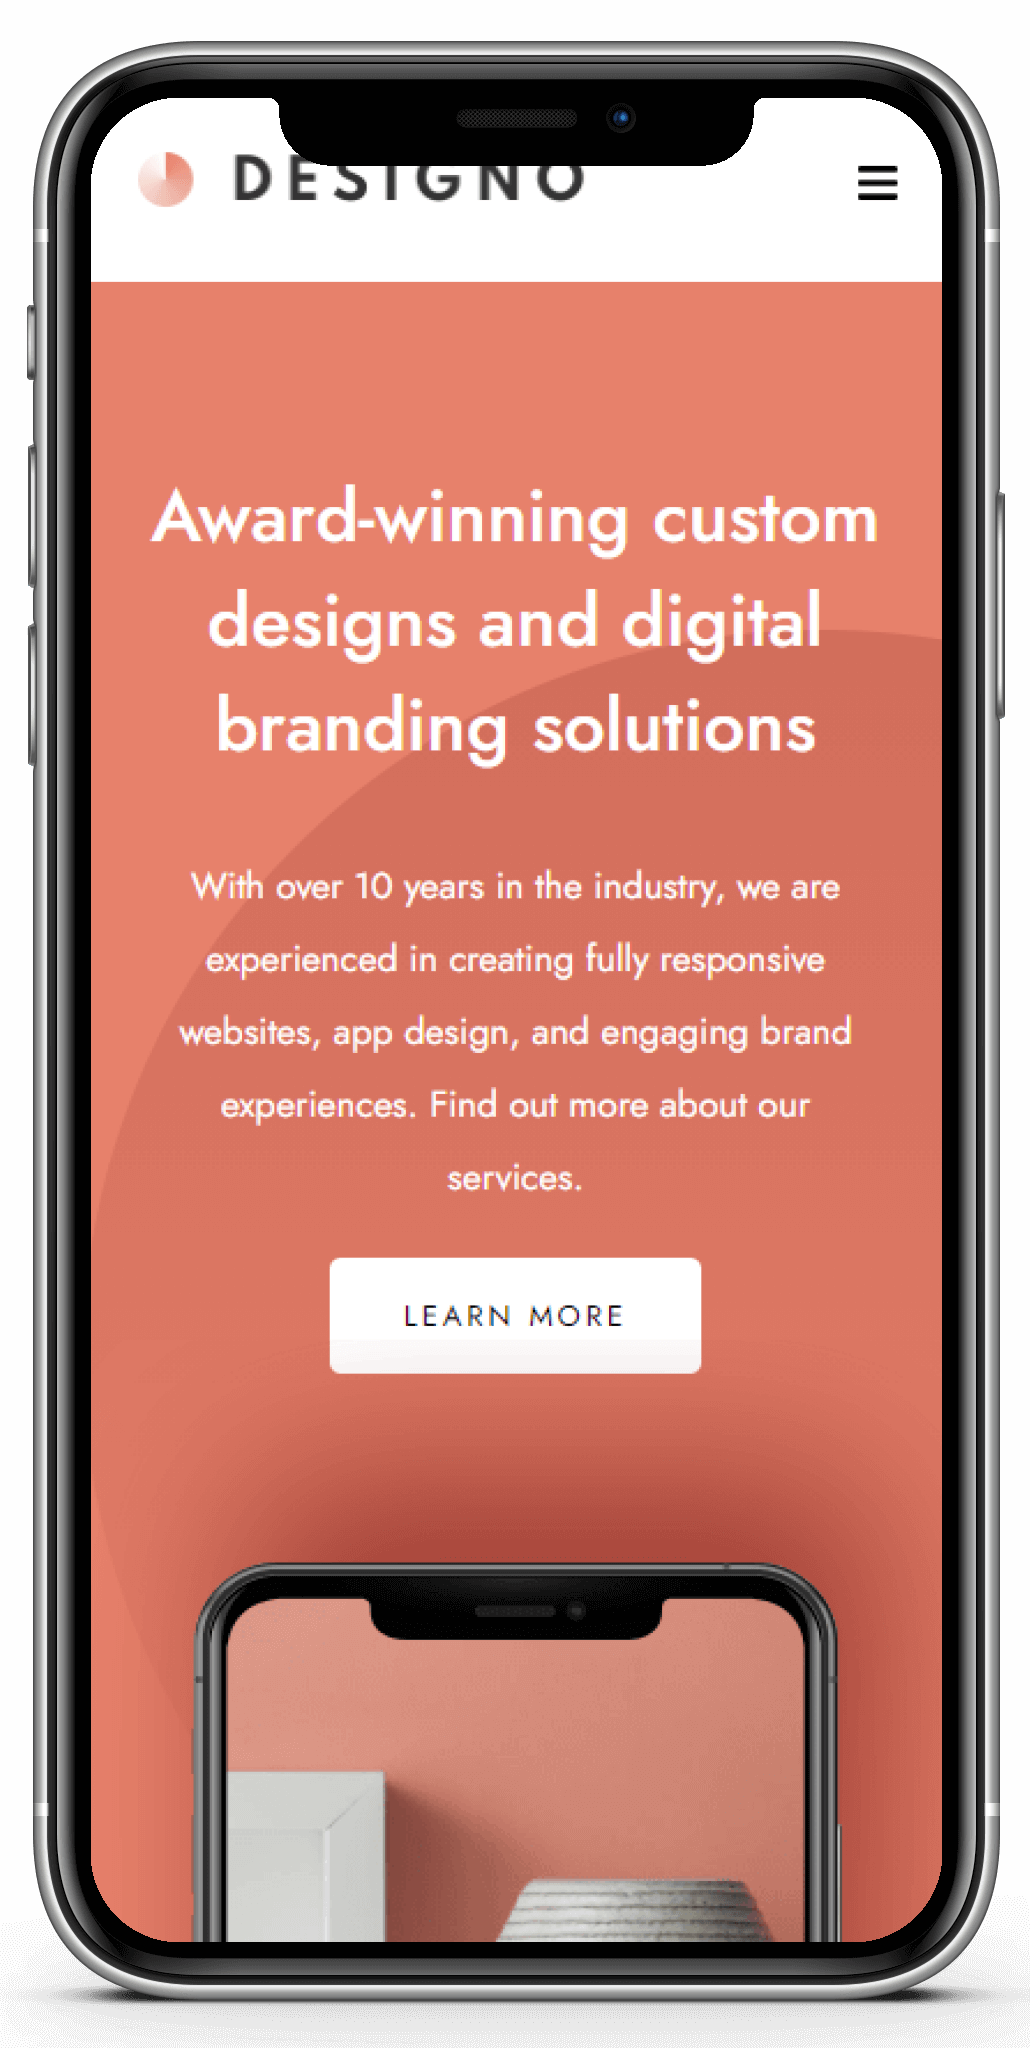 DESIGNO
Award-winning custom
designs and digital
branding solutions
With over 10 years in the industry, we are
experienced in creating fully responsive
websites, app design, and engaging brand
experiences. Find out more about our
services.
LEARN MORE